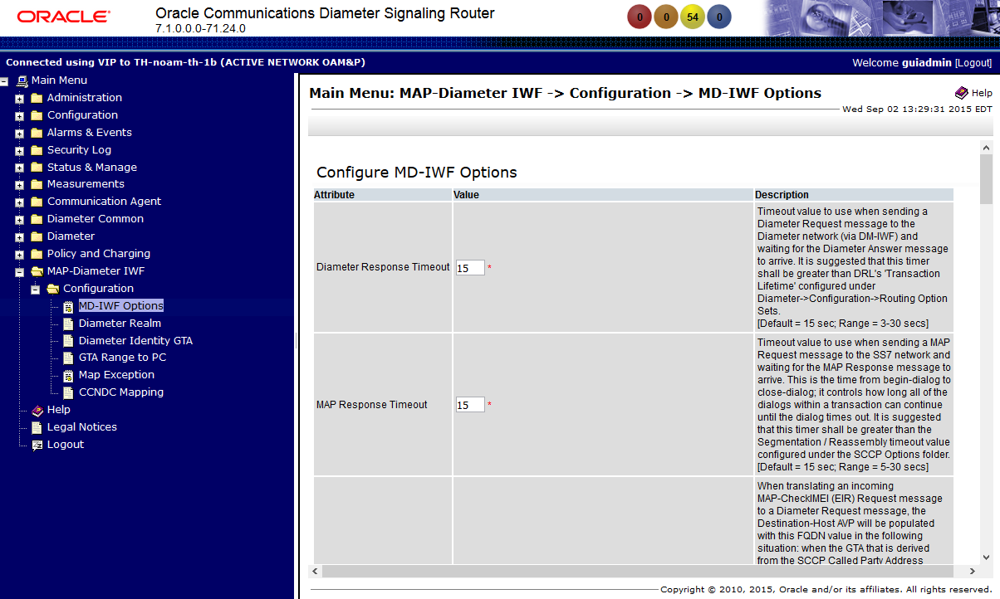 ORACLE®
Oracle Communications Diameter Signaling Router
7.1.0.0.0-71.24.0
0 0 54 0
Connected using VIP to TH-noam-th-1b (ACTIVE NETWORK OAM&P)
Welcome guiadmin [Logout]
Main Menu
Administration
Configuration
Alarms & Events
Security Log
Status & Manage
Measurements
Communication Agent
Diameter Common
Diameter
Policy and Charging
MAP-Diameter IWF
Configuration
MD-IWF Options
Diameter Realm
Diameter Identity GTA
GTA Range to PC
Map Exception
CCNDC Mapping
Help
Legal Notices
Logout
Main Menu: MAP-Diameter IWF -> Configuration -> MD-IWF Options
Help
Wed Sep 02 13:29:31 2015 EDT
Configure MD-IWF Options
Attribute Value Description
Diameter Response Timeout 15 *
Timeout value to use when sending a
Diameter Request message to the
Diameter network (via DM-IWF) and
waiting for the Diameter Answer message
to arrive. It is suggested that this timer
shall be greater than DRL's 'Transaction
Lifetime' configured under
Diameter->Configuration->Routing Option
Sets.
[Default = 15 sec; Range = 3-30 secs]
MAP Response Timeout 15 *
Timeout value to use when sending a MAP
Request message to the SS7 network and
waiting for the MAP Response message to
arrive. This is the time from begin-dialog to
close-dialog; it controls how long all of the
dialogs within a transaction can continue
until the dialog times out. It is suggested
that this timer shall be greater than the
Segmentation / Reassembly timeout value
configured under the SCCP Options folder.
[Default = 15 sec; Range = 5-30 secs]
When translating an incoming
MAP-CheckIMEI (EIR) Request message
to a Diameter Request message, the
Destination-Host AVP will be populated
with this FQDN value in the following
situation: when the GTA that is derived
from the SCCP Called Party Address
Copyright © 2010, 2015, Oracle and/or its affiliates. All rights reserved.